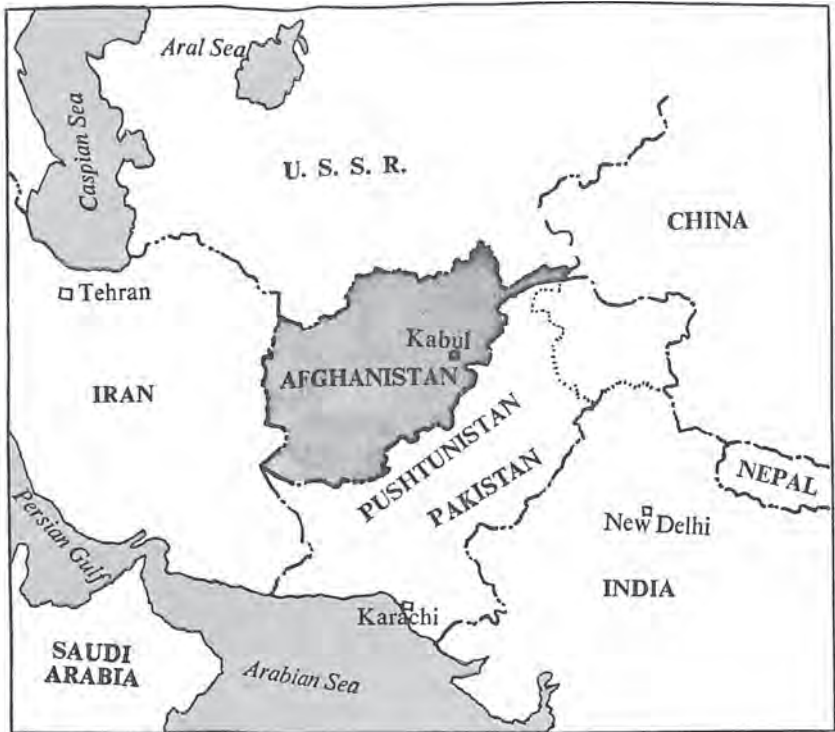 Aral Sea
Caspian Sea
U. S. S. R.
CHINA
Tehran
Kabul
AFGHANISTAN
IRAN
PUSHTUNISTAN
PAKISTAN
NEPAL
Persian Gulf
New Delhi
INDIA
Karachi
SAUDI
ARABIA
Arabian Sea